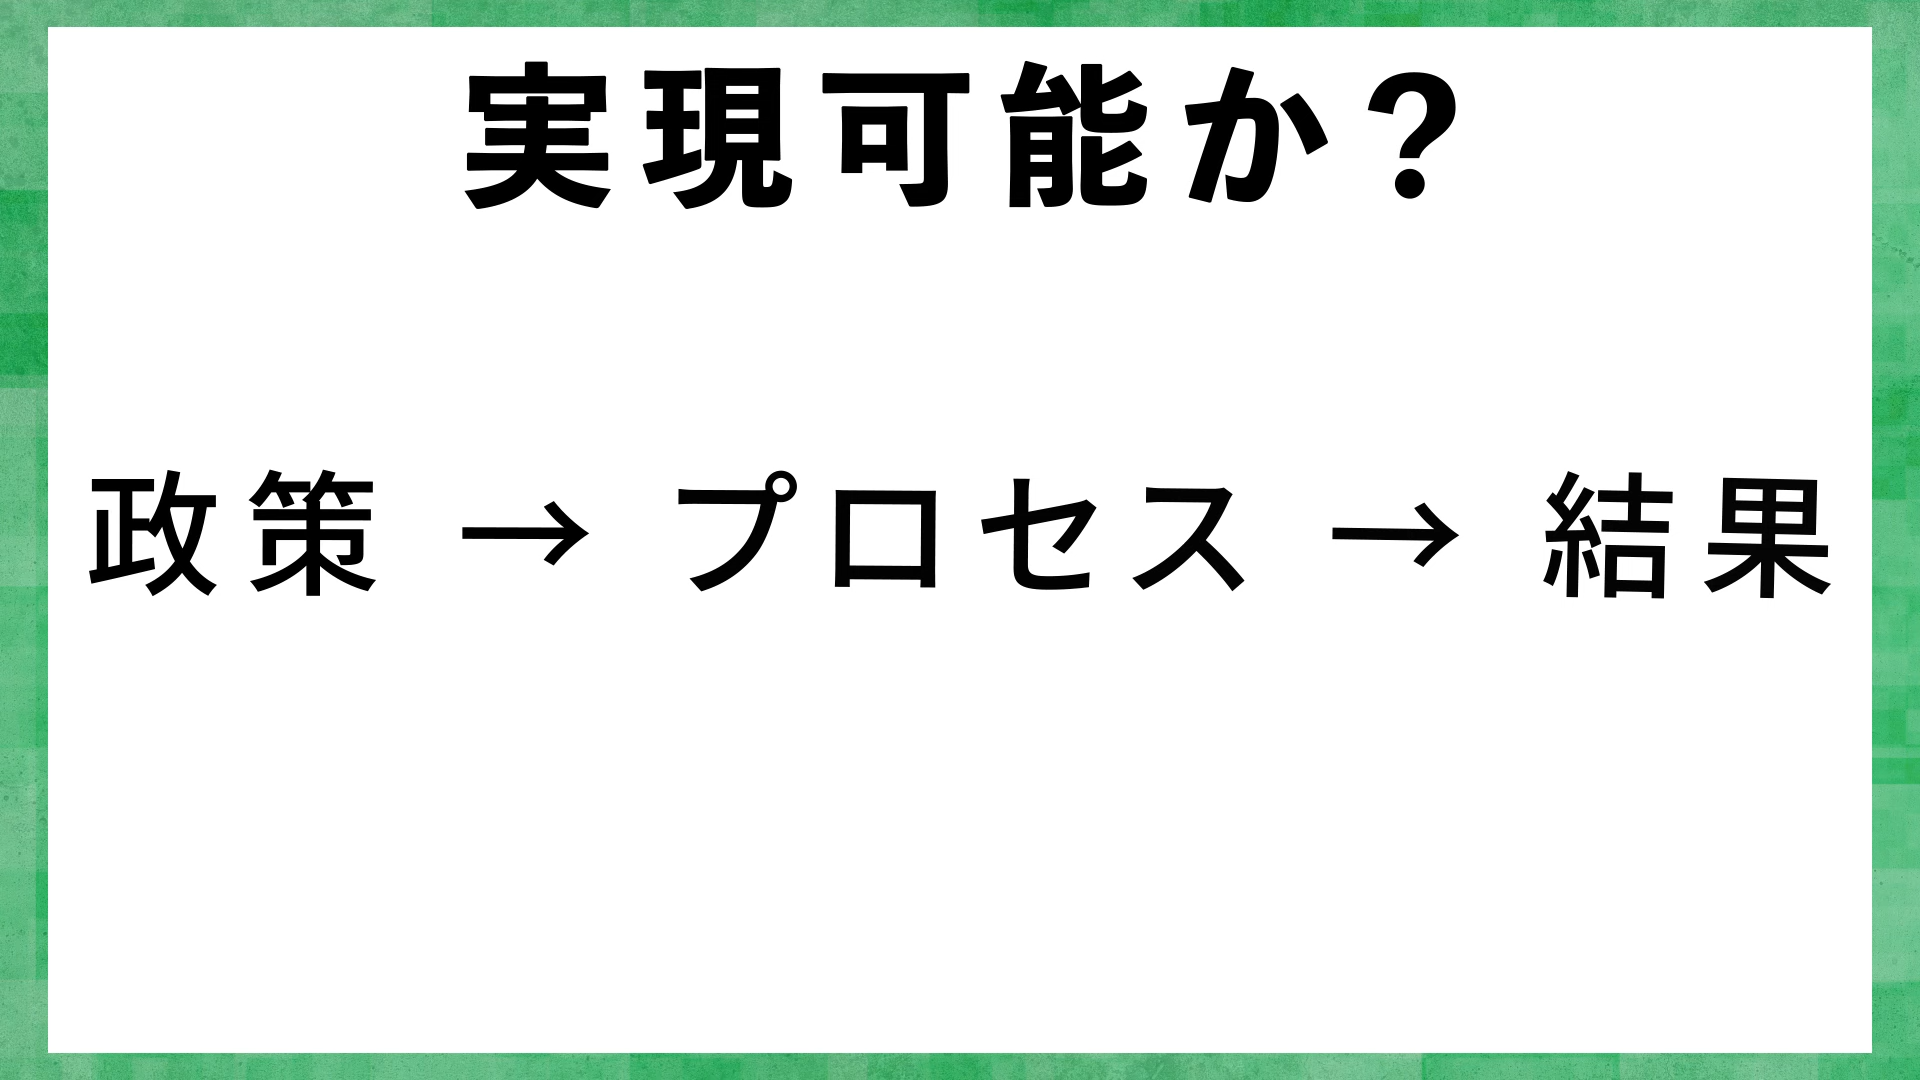 実現可能か？
政策 → プロセス → 結果